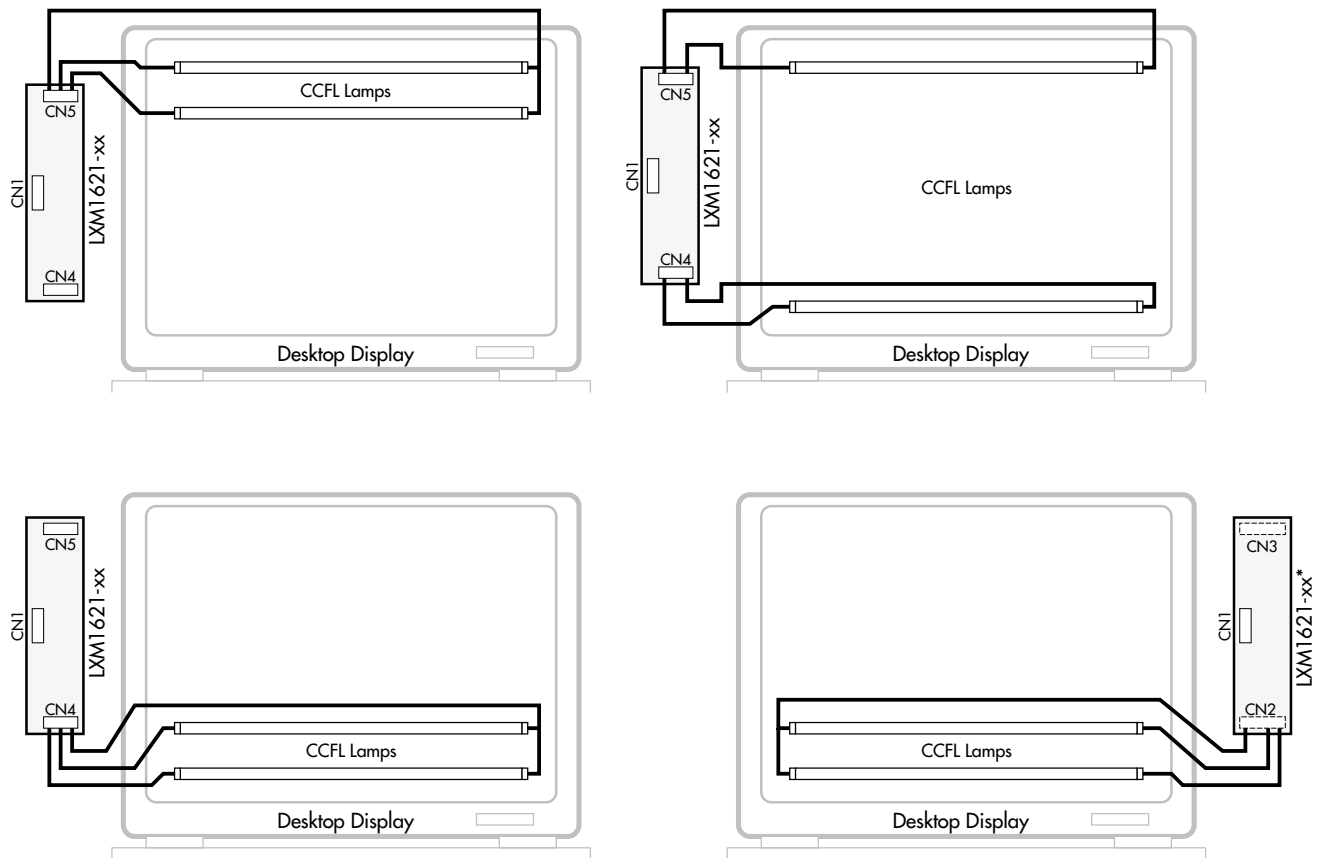 CN5
CCFL Lamps
CN1
LXM1621-xx
CN4
Desktop Display
CN5
CN1
LXM1621-xx
CCFL Lamps
CN4
Desktop Display
CN5
CN1
LXM1621-xx
CN4
CCFL Lamps
Desktop Display
CN3
CN1
LXM1621-xx*
CN2
CCFL Lamps
Desktop Display